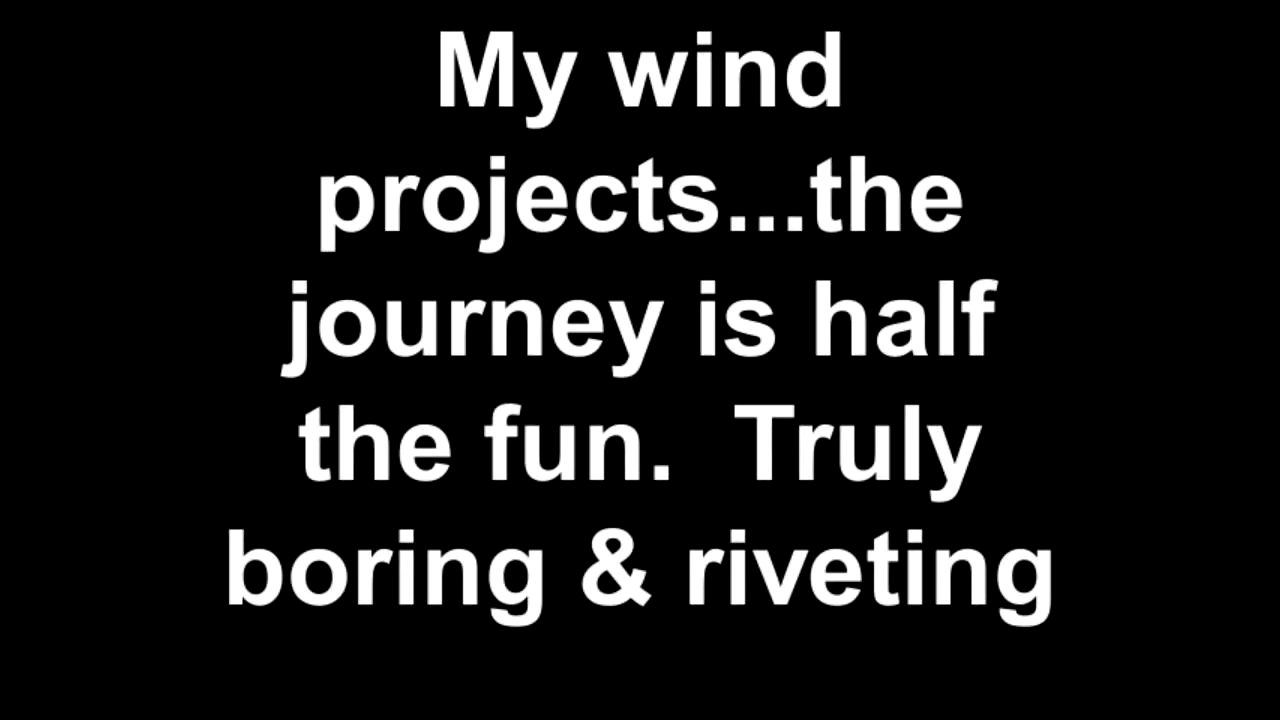 My wind
projects...the
journey is half
the fun.  Truly
boring & riveting